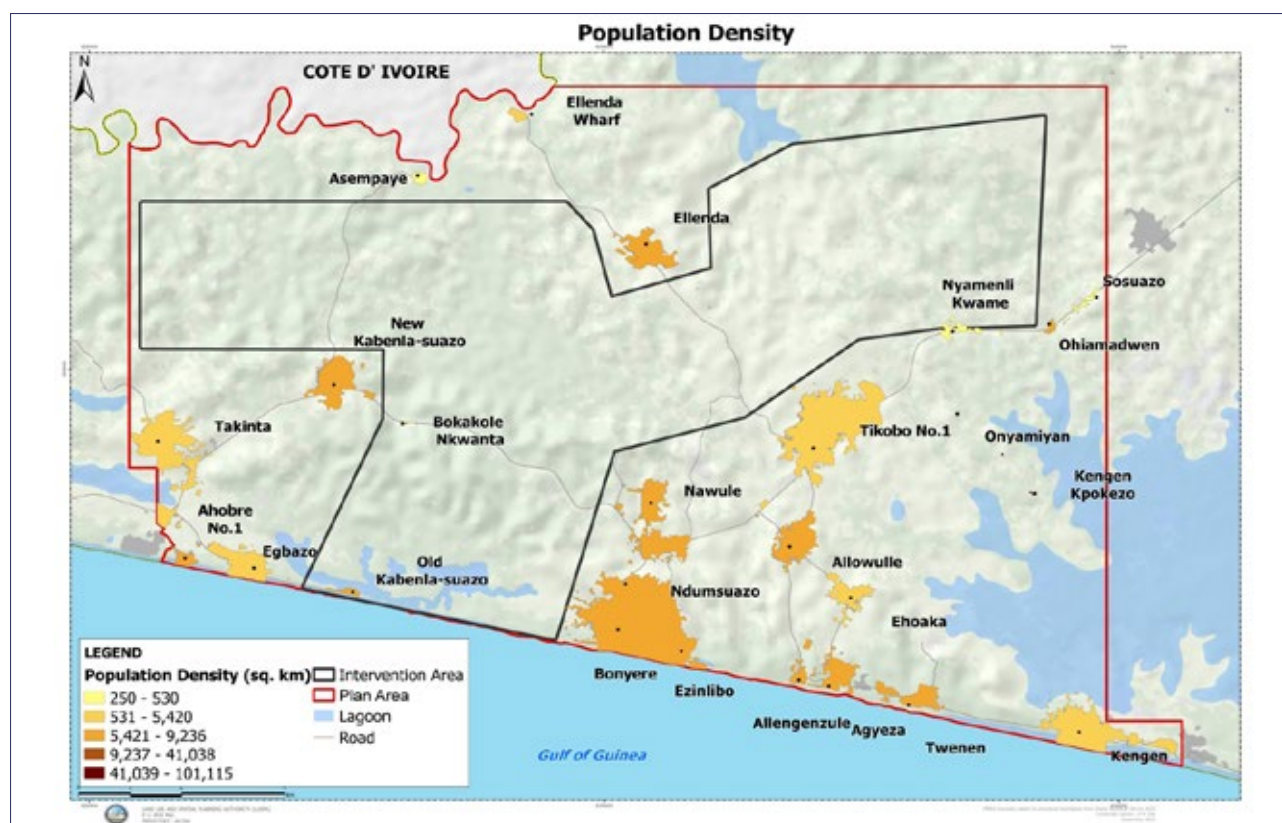 Population Density
N
COTE D' IVOIRE
Ellenda
Wharf
Asempaye
Ellenda
Nyamenli
Kwame
Sosuazo
Ohiamadwen
New
Kabenla-suazo
Takinta
Bokakole
Nkwanta
Tikobo No.1
Onyamiyan
Kengen
Kpokezo
Nawule
Ahobre
No.1
Egbazo
Old
Kabenla-suazo
Allowulle
Ndumsuazo
Ehoaka
Bonyere
Ezinlibo
Allengenzule
Agyeza
Twenen
Kengen
Gulf of Guinea
LEGEND
Population Density (sq. km)
250 - 530
531 - 5,420
5,421 - 9,236
9,237 - 41,038
41,039 - 101,115
Intervention Area
Plan Area
Lagoon
Road